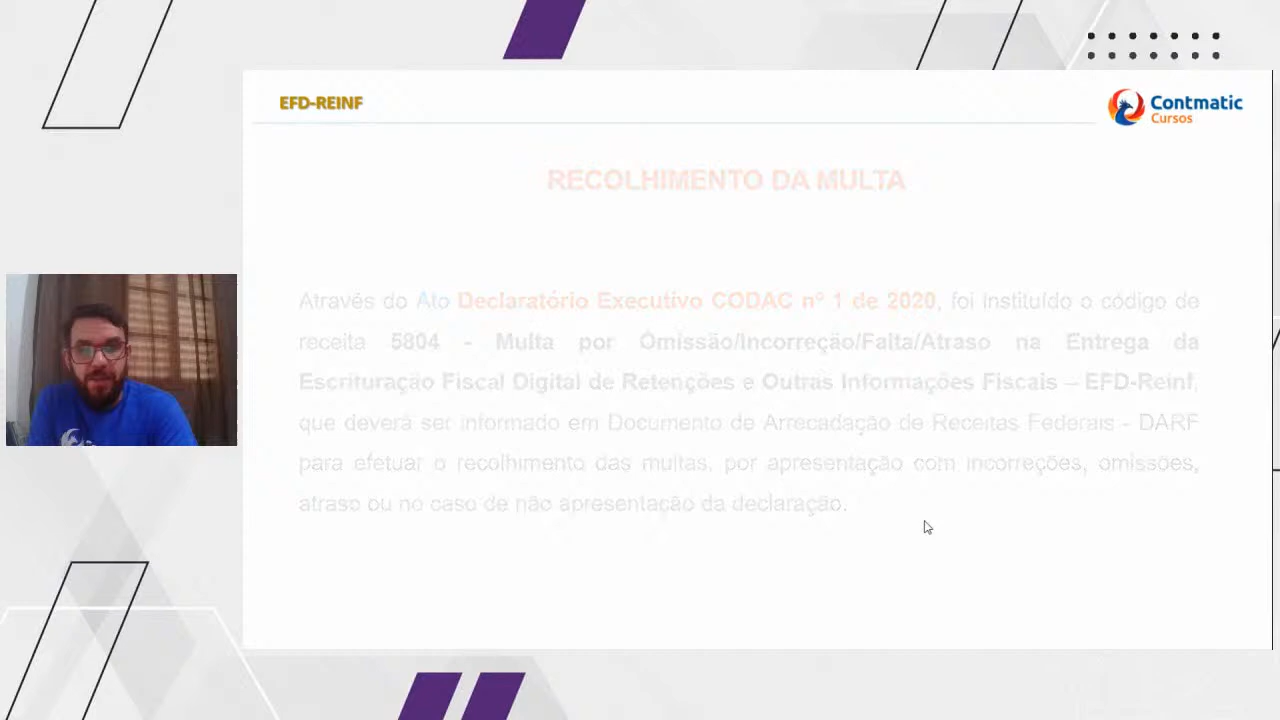 EFD-REINF
Contmatic
Cursos
RECOLHIMENTO DA MULTA
Através do Ato Declaratório Executivo CODAC nº 1 de 2020, foi instituído o código de
receita 5804 - Multa por Omissão/Incorreção/Falta/Atraso na Entrega da
Escrituração Fiscal Digital de Retenções e Outras Informações Fiscais – EFD-Reinf,
que deverá ser informado em Documento de Arrecadação de Receitas Federais - DARF
para efetuar o recolhimento das multas, por apresentação com incorreções, omissões,
atraso ou no caso de não apresentação da declaração.